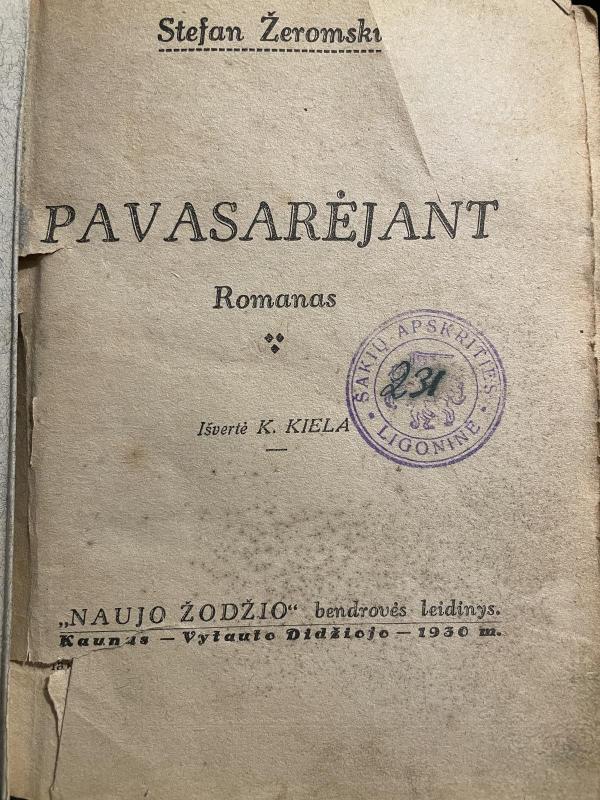 Stefan Žeromski
PAVASARĖJANT
Romanas
ŠAKIŲ APSKRITIES
LIGONINĖ
231
Išvertė K. KIELA
„NAUJO ŽODŽIO“ bendrovės leidinys.
Kaunas — Vytauto Didžiojo — 1930 m.